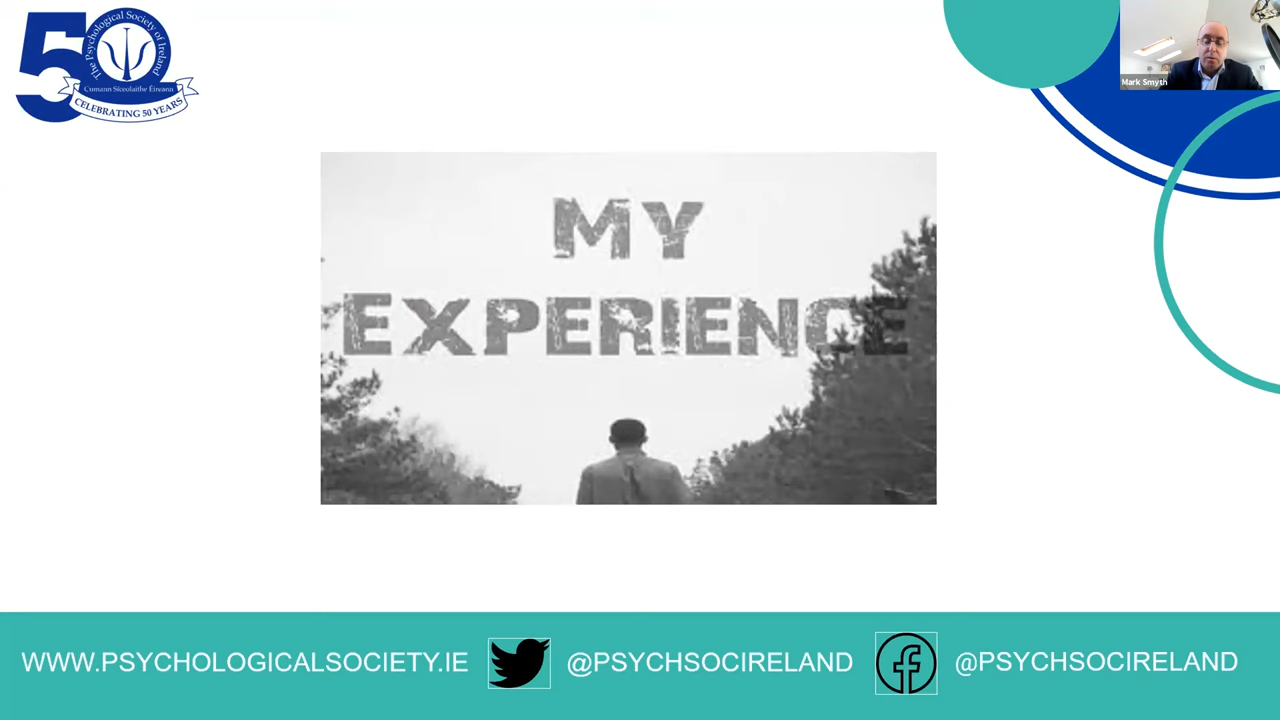 50
The Psychological Society of Ireland
Cumann Síceolaithe Éireann
CELEBRATING 50 YEARS
Mark Smyth
MY
EXPERIENCE
WWW.PSYCHOLOGICALSOCIETY.IE
@PSYCHSOCIRELAND
@PSYCHSOCIRELAND